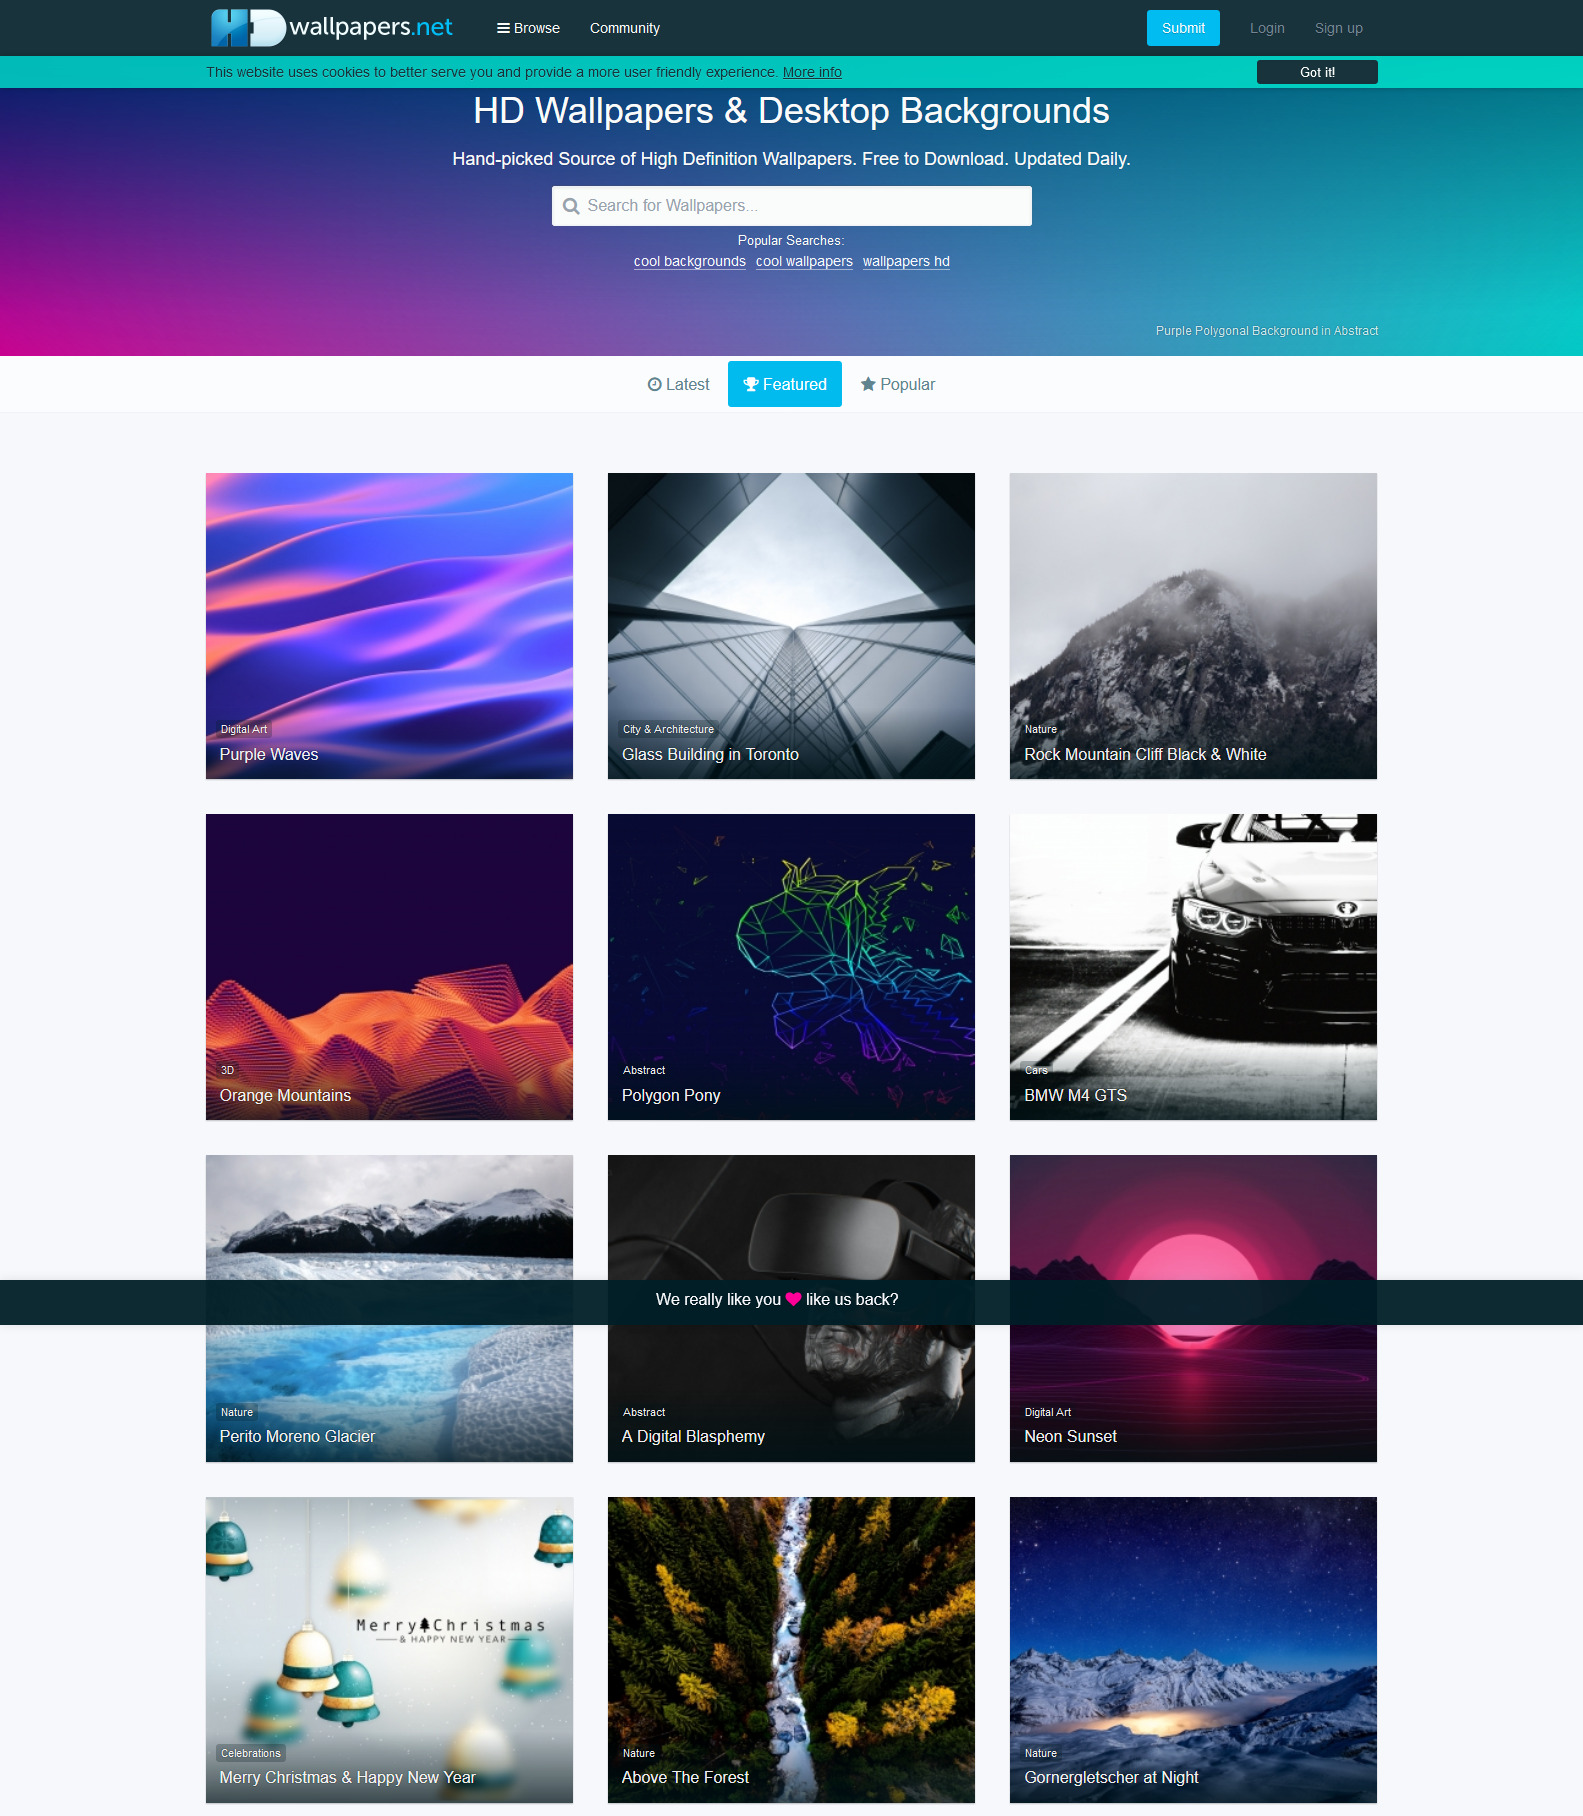 HDwallpapers.net
Browse
Community
Submit
Login
Sign up
This website uses cookies to better serve you and provide a more user friendly experience. More info
Got it!
HD Wallpapers & Desktop Backgrounds
Hand-picked Source of High Definition Wallpapers. Free to Download. Updated Daily.
Search for Wallpapers...
Popular Searches:
cool backgrounds cool wallpapers wallpapers hd
Purple Polygonal Background in Abstract
Latest
Featured
Popular
Digital Art
Purple Waves
City & Architecture
Glass Building in Toronto
Nature
Rock Mountain Cliff Black & White
3D
Orange Mountains
Abstract
Polygon Pony
Cars
BMW M4 GTS
We really like you like us back?
Nature
Perito Moreno Glacier
Abstract
A Digital Blasphemy
Digital Art
Neon Sunset
Merry Christmas
& HAPPY NEW YEAR
Celebrations
Merry Christmas & Happy New Year
Nature
Above The Forest
Nature
Gornergletscher at Night